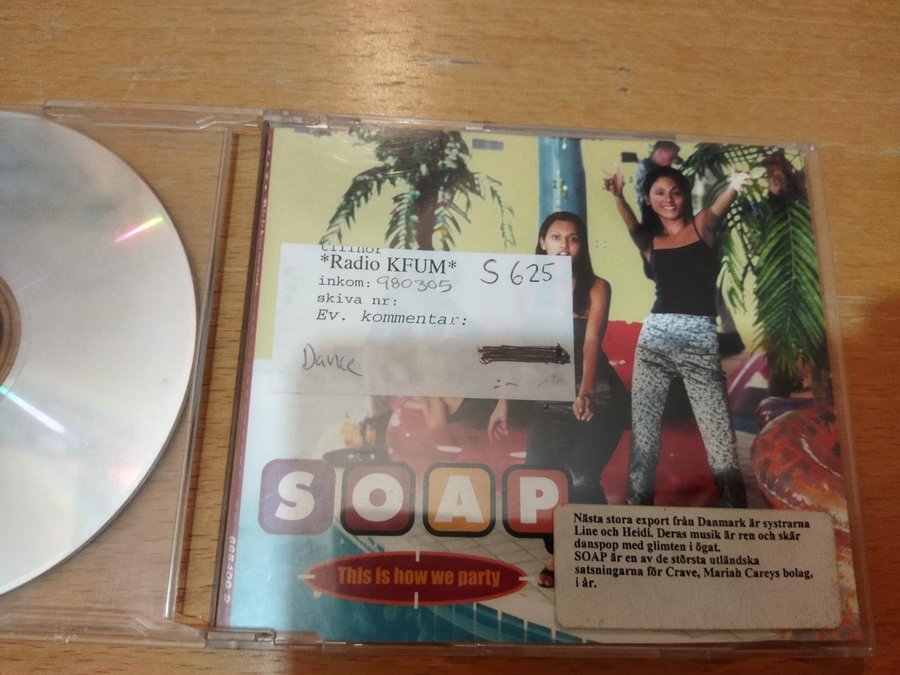 tillhör
*Radio KFUM*
inkom: 980305
S 625
skiva nr:
Ev. kommentar:
Dance
SOAP
This is how we party
Nästa stora export från Danmark är systrarna
Line och Heidi. Deras musik är ren och skär
danspop med glimten i ögat.
SOAP är en av de största utländska
satsningarna för Crave, Mariah Careys bolag,
i år.